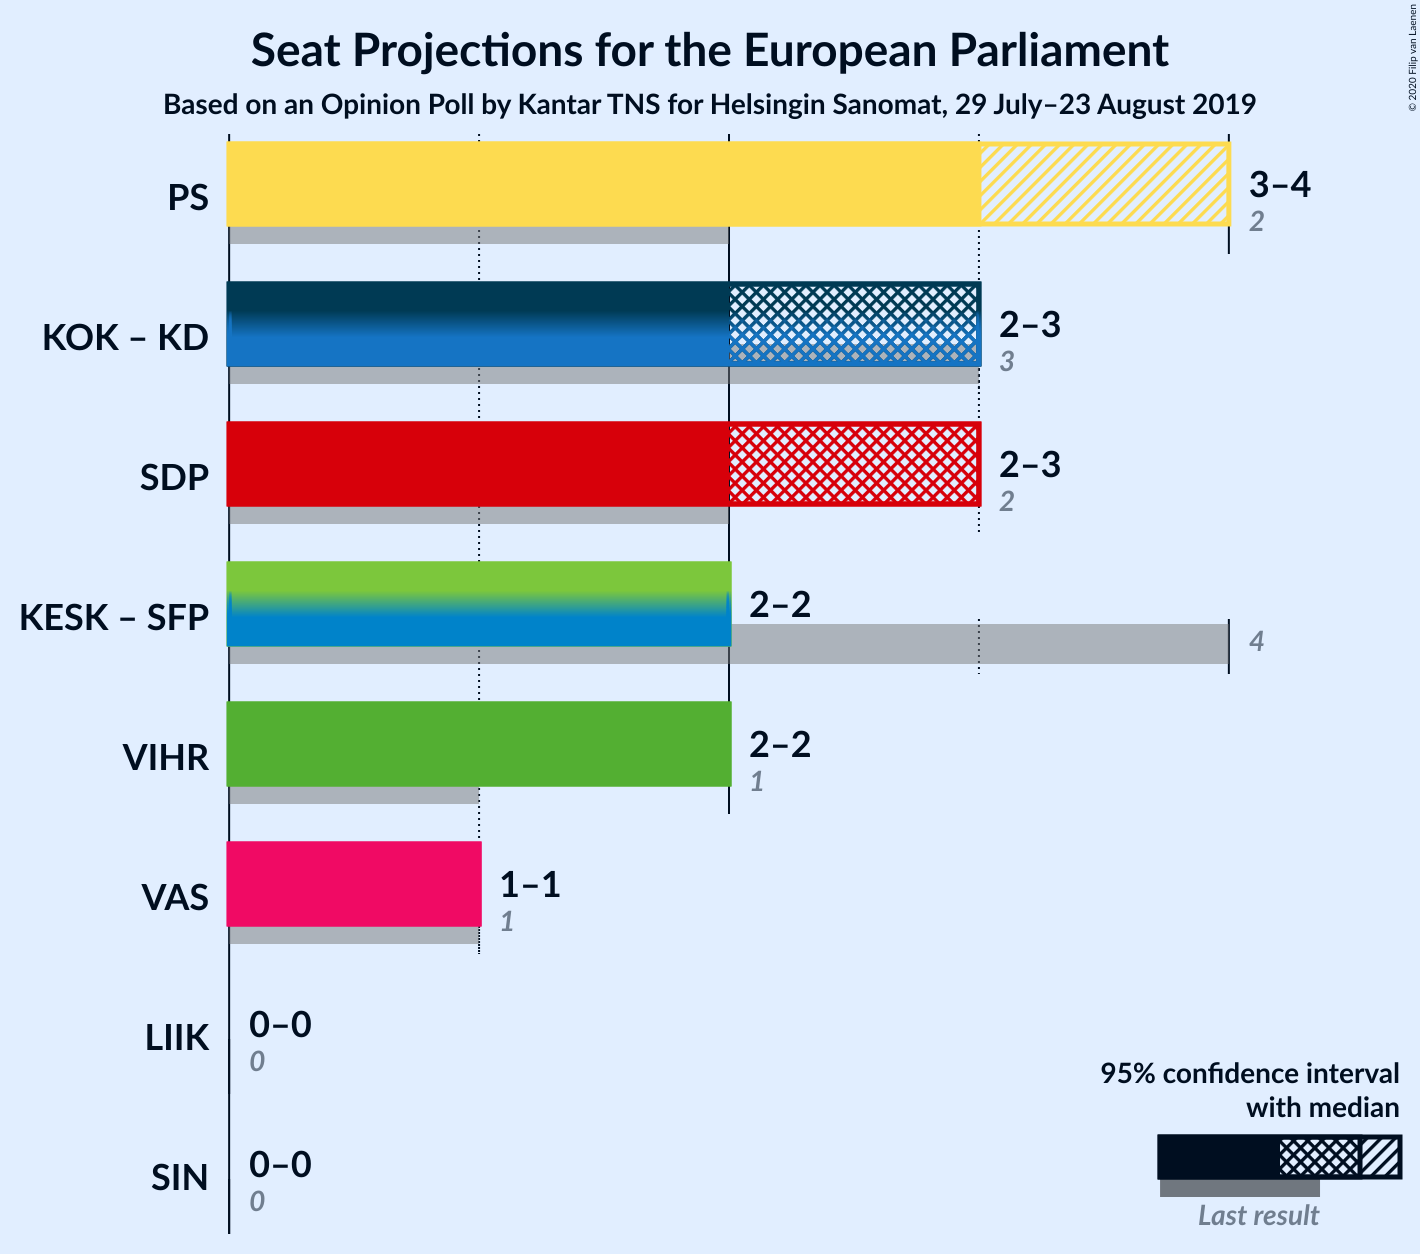 Seat Projections for the European Parliament
Based on an Opinion Poll by Kantar TNS for Helsingin Sanomat, 29 July–23 August 2019
© 2020 Filip van Laenen
PS
3–4
2
KOK – KD
2–3
3
SDP
2–3
2
KESK – SFP
2–2
4
VIHR
2–2
1
VAS
1–1
1
LIIK
0–0
0
SIN
0–0
0
95% confidence interval
with median
Last result